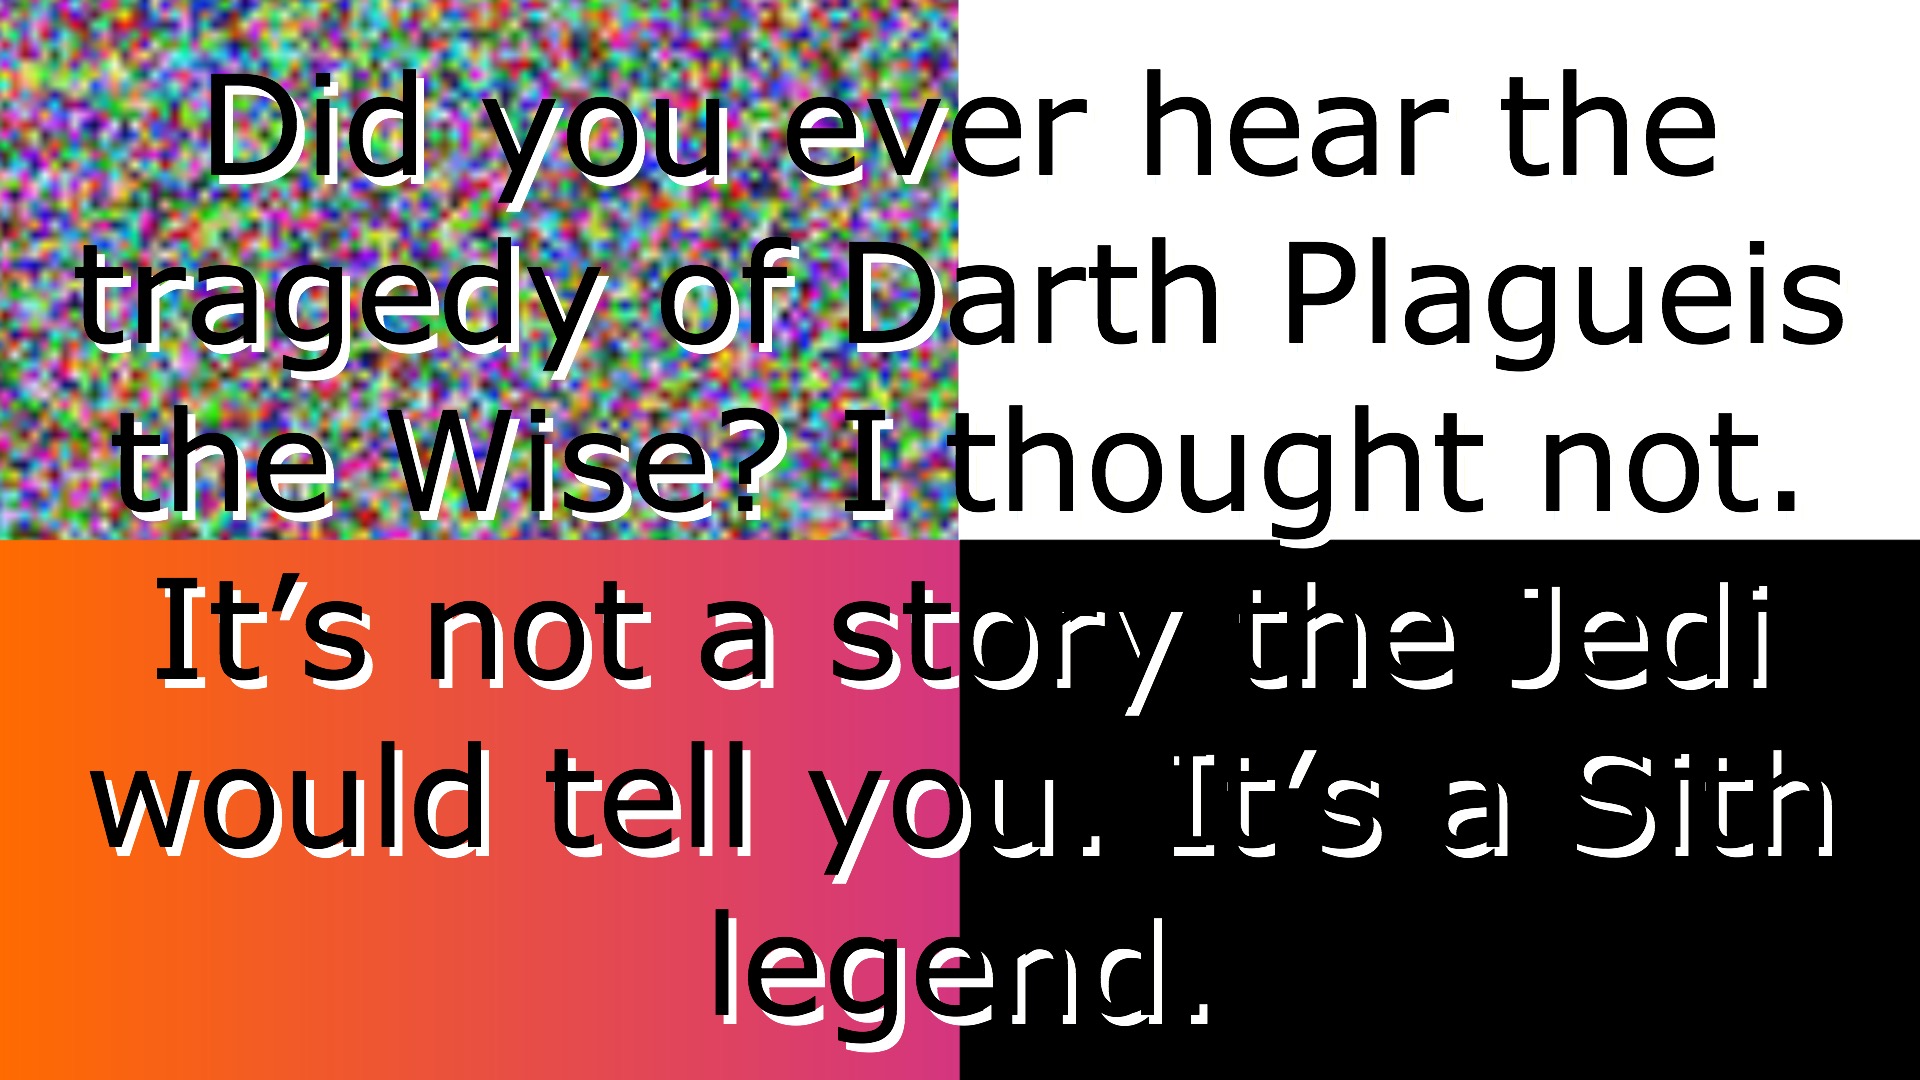 Did you ever hear the
tragedy of Darth Plagueis
the Wise? I thought not.
It’s not a story the Jedi
would tell you. It’s a Sith
legend.